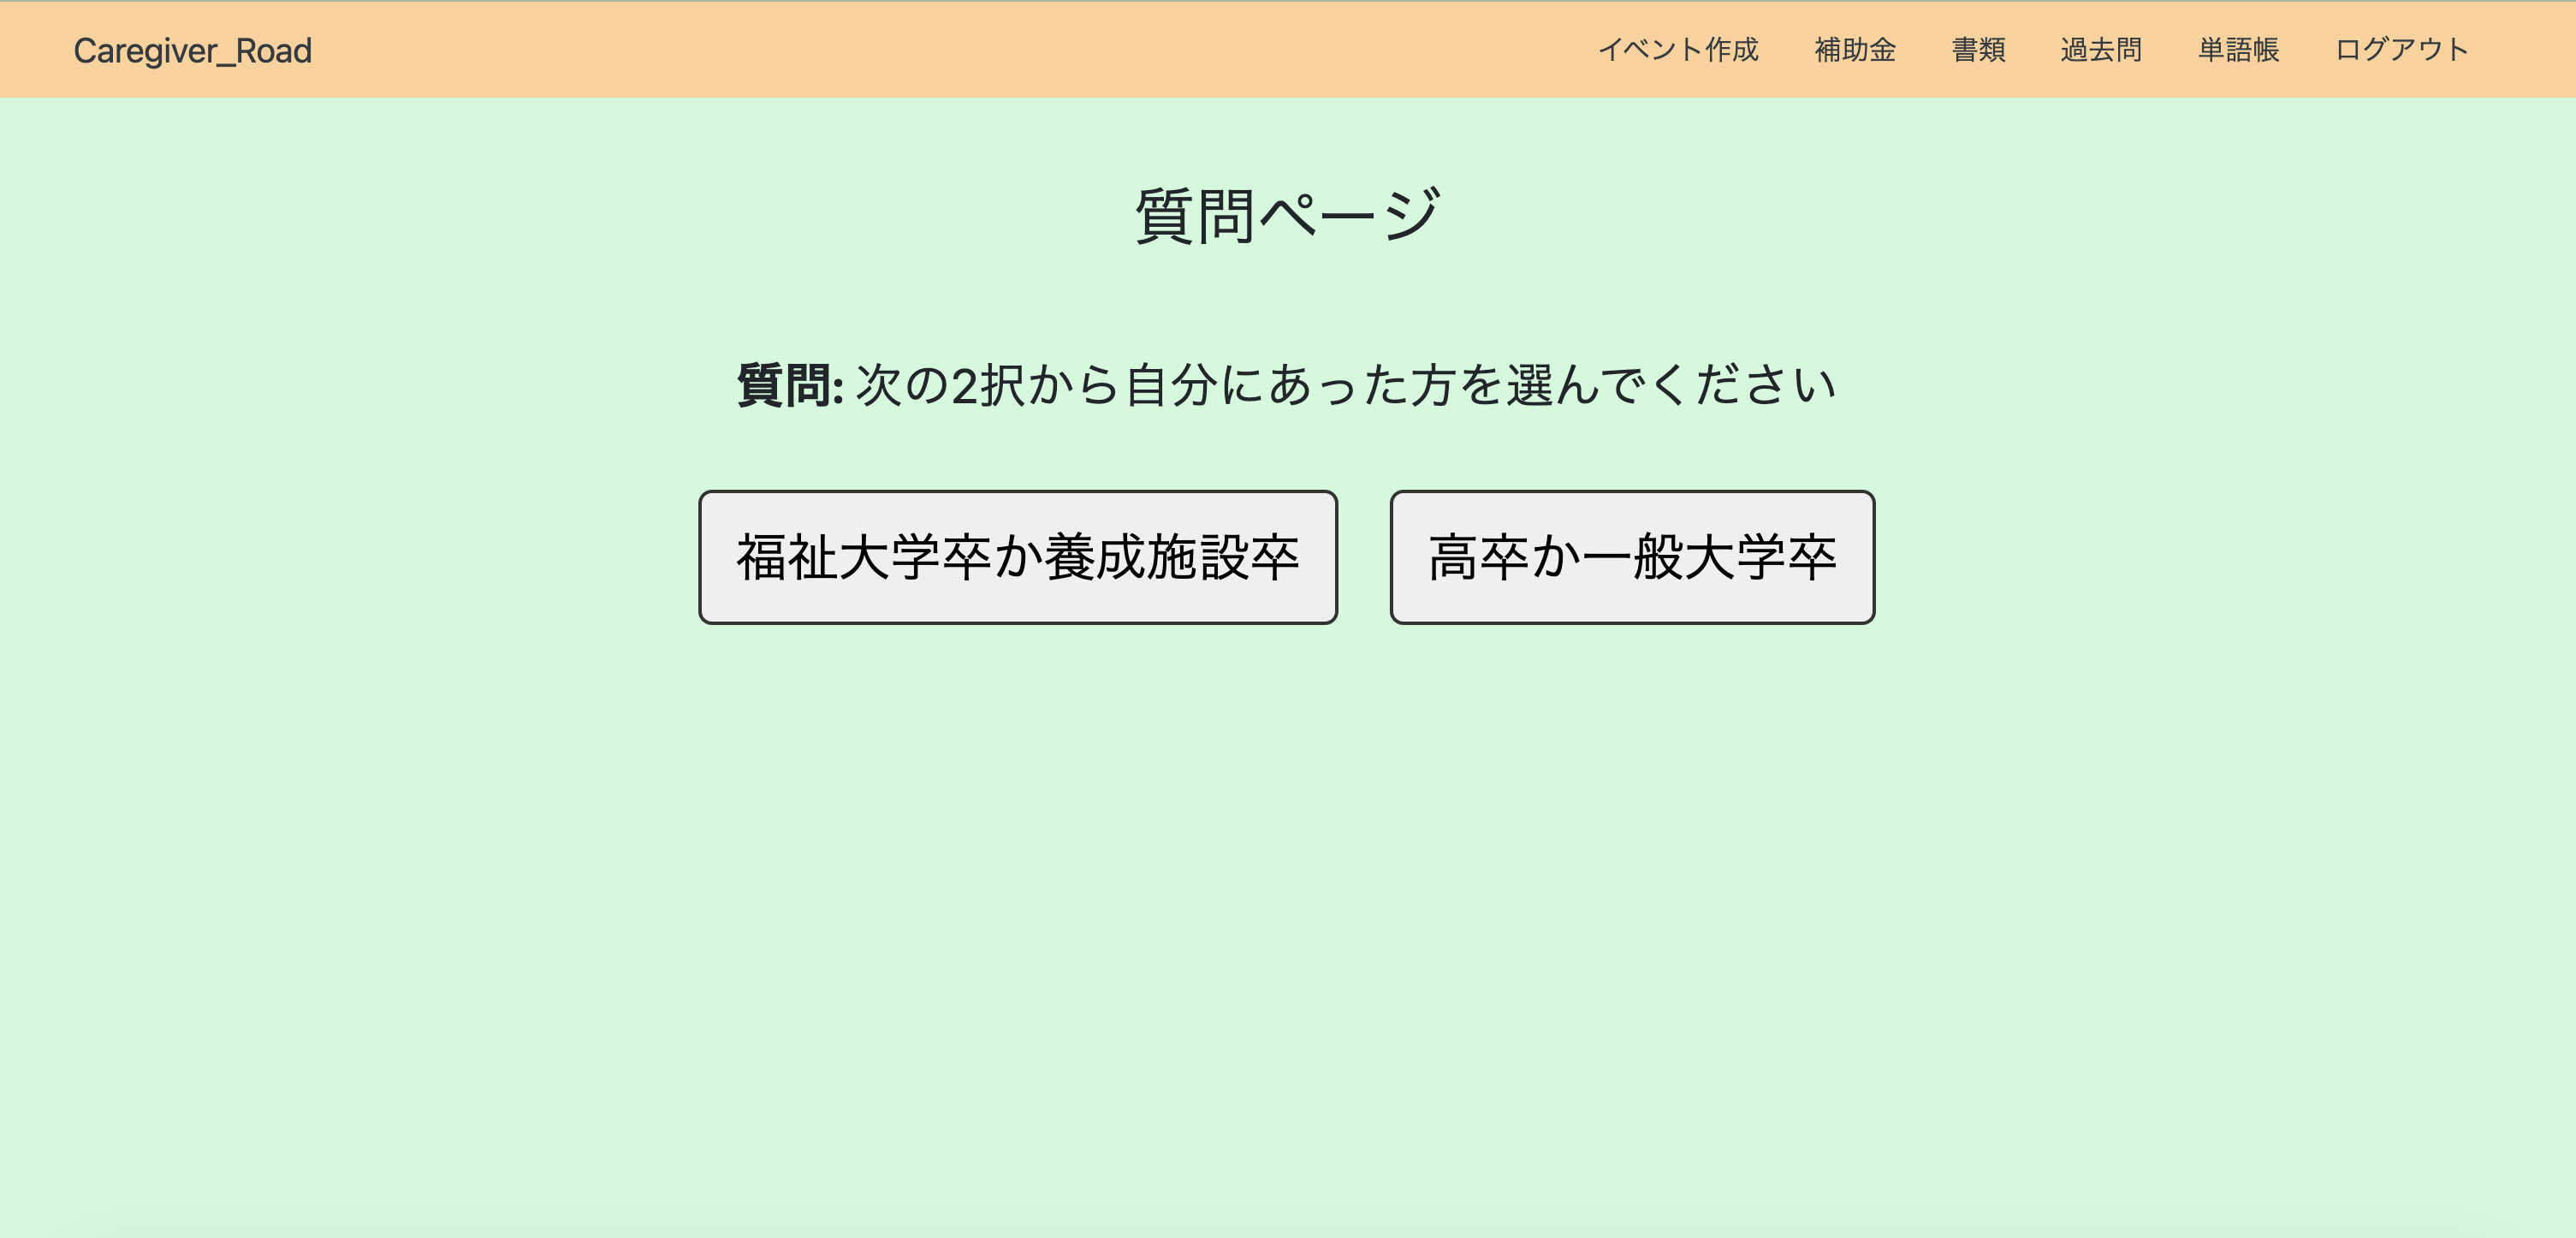 Caregiver_Road イベント作成 補助金 書類 過去問 単語帳 ログアウト
質問ページ
質問: 次の2択から自分にあった方を選んでください
福祉大学卒か養成施設卒 高卒か一般大学卒